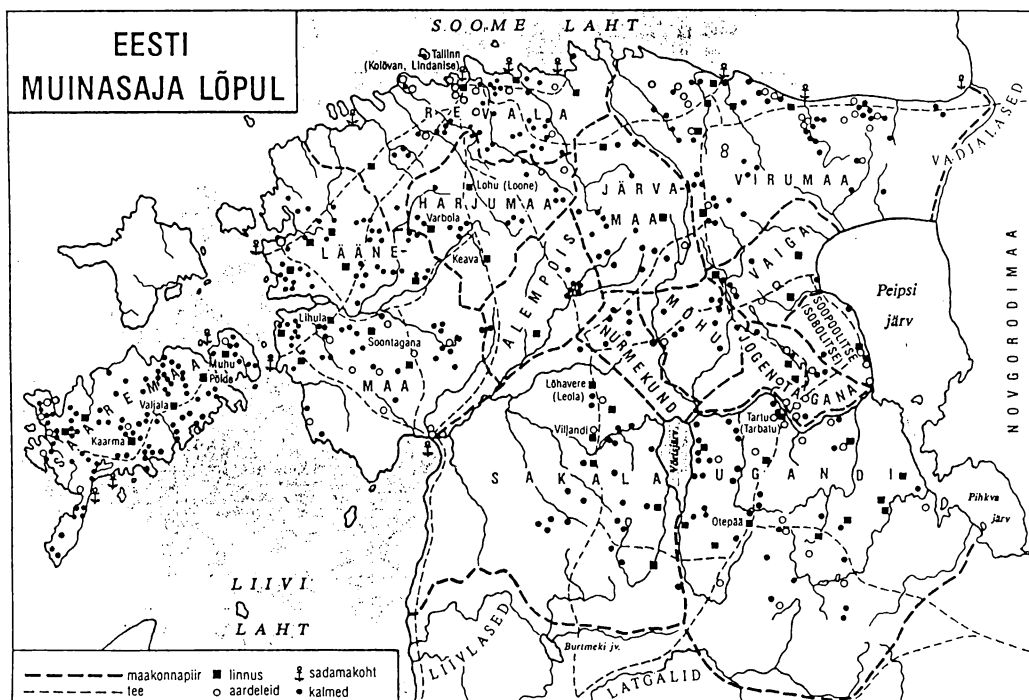 EESTI
MUINASAJA LÕPUL
SOOME LAHT
Tallinn
(Kolõvan, Lindanise)
REVALA
VADJALASED
Lohu (Loone)
JÄRVA-
MAA
VIRUMAA
HARJUMAA
Varbola
LÄÄNE-
MAA
Keava
ALEMPOIS
VAIGA
Peipsi
järv
NOVGORODIMAA
MÕHU
SOOPOOLITSE
(SOBOLITSE)
NURMEKUND
JOGENTAGANA
Lihula
Soontagana
Muhu
Pöide
SAAREMAA
Valjala
Kaarma
Lõhavere
(Leola)
Viljandi
Tartu
(Tarbatu)
Võrtsjärv
SAKALA
UGANDI
Otepää
Pihkva
järv
LIIVI
LAHT
LIIVLASED
Burtnieki jv.
LATGALID
maakonnapiir
linnus
sadamakoht
tee
aardeleid
kalmed